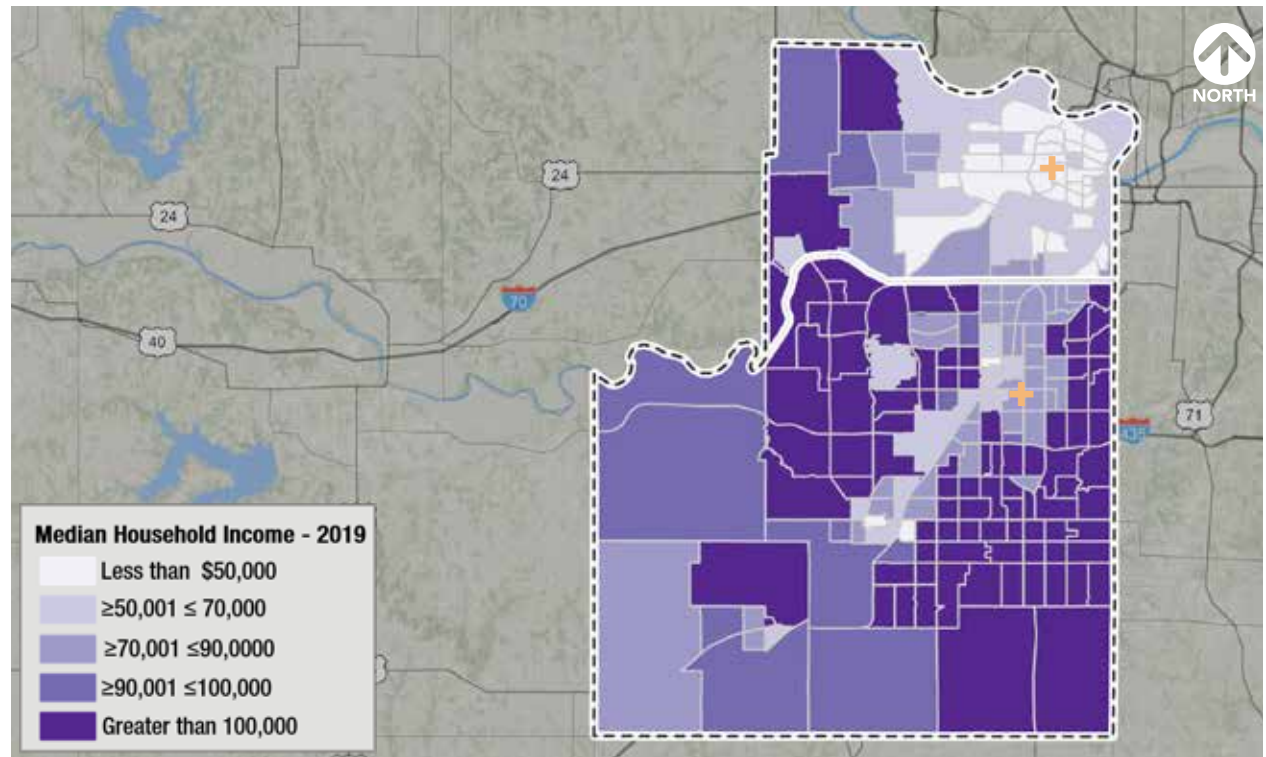 NORTH
24
24
70
40
71
435
Median Household Income - 2019
Less than $50,000
≥50,001 ≤ 70,000
≥70,001 ≤90,0000
≥90,001 ≤100,000
Greater than 100,000